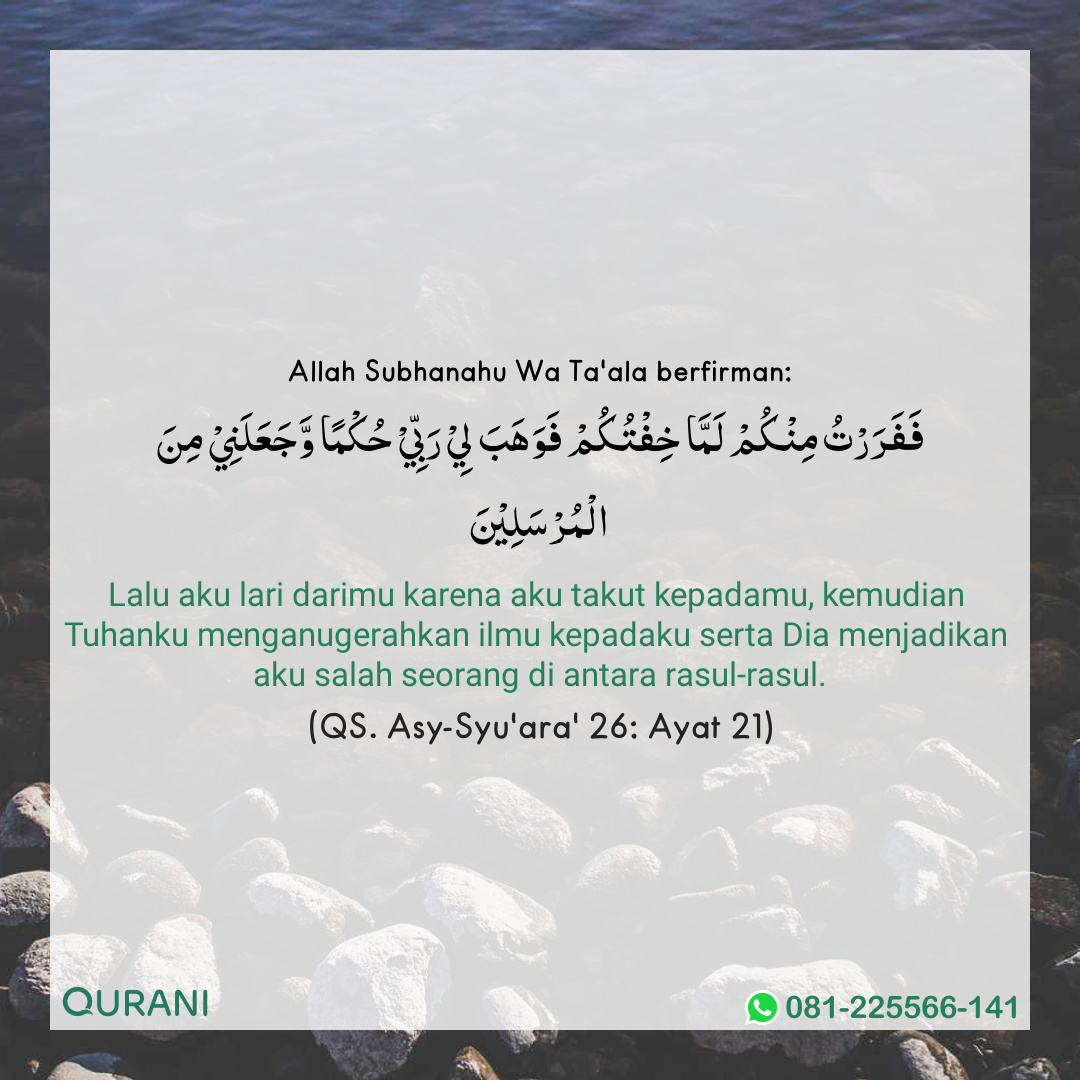 Allah Subhanahu Wa Ta'ala berfirman:
فَفَرَرْتُ مِنْكُمْ لَمَّا خِفْتُكُمْ فَوَهَبَ لِيْ رَبِّيْ حُكْمًا وَّجَعَلَنِيْ مِنَ
الْمُرْسَلِيْنَ
Lalu aku lari darimu karena aku takut kepadamu, kemudian
Tuhanku menganugerahkan ilmu kepadaku serta Dia menjadikan
aku salah seorang di antara rasul-rasul.
(QS. Asy-Syu'ara' 26: Ayat 21)
QURANI
081-225566-141